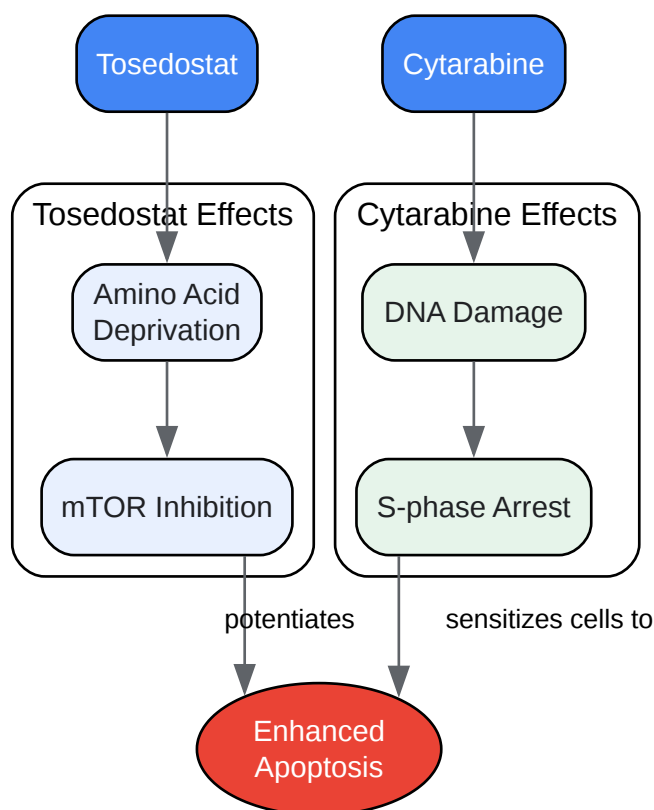 Tosedostat
Cytarabine
Tosedostat Effects
Cytarabine Effects
Amino Acid
Deprivation
DNA Damage
mTOR Inhibition
S-phase Arrest
potentiates
sensitizes cells to
Enhanced
Apoptosis